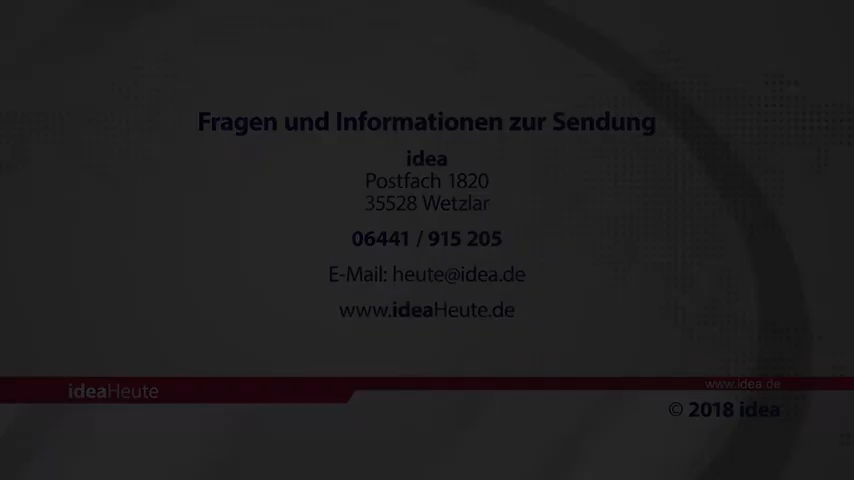 Fragen und Informationen zur Sendung
idea
Postfach 1820
35528 Wetzlar
06441 / 915 205
E-Mail: heute@idea.de
www.ideaHeute.de
www.idea.de
ideaHeute
© 2018 idea